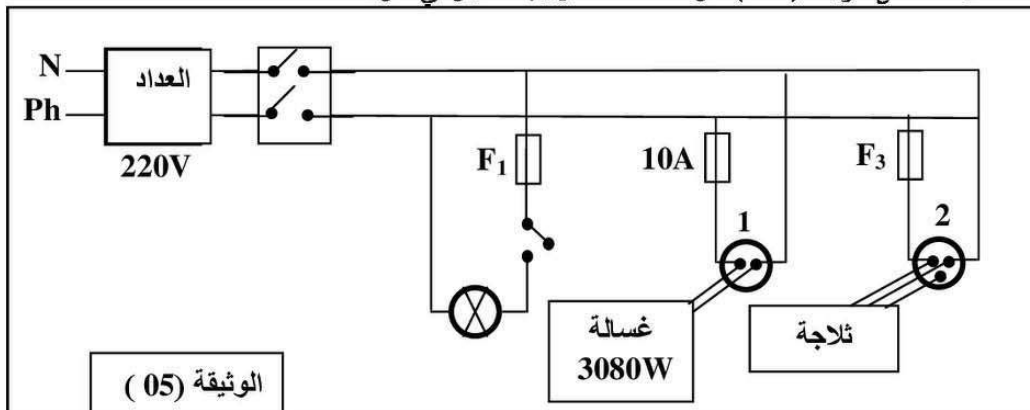 N
العداد
Ph
220V
F₁
10A
F₃
1
2
غسالة
3080W
ثلاجة
الوثيقة (05)